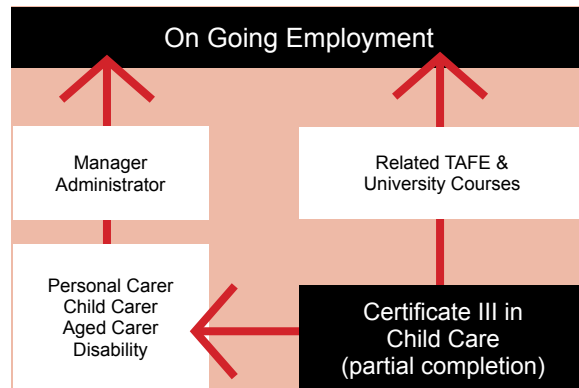 On Going Employment
Manager
Administrator
Related TAFE &
University Courses
Personal Carer
Child Carer
Aged Carer
Disability
Certificate III in
Child Care
(partial completion)